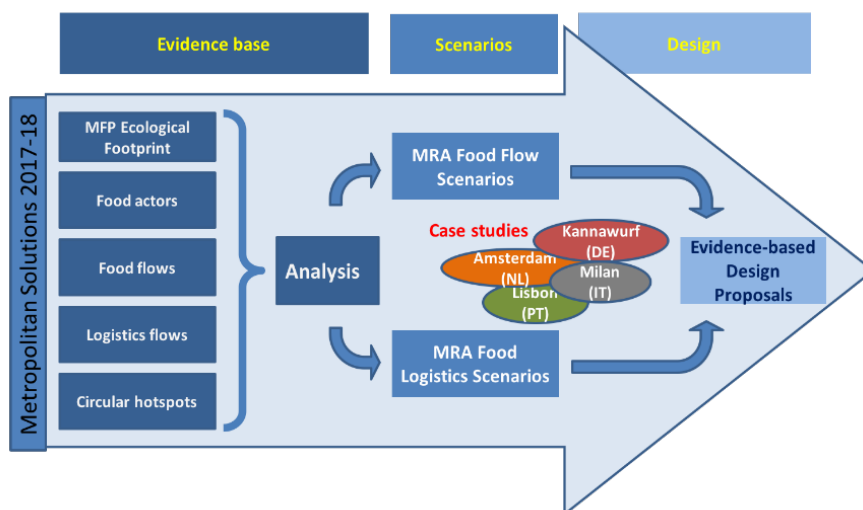 Evidence base
Scenarios
Design
Metropolitan Solutions 2017-18
MFP Ecological
Footprint
Food actors
Food flows
Logistics flows
Circular hotspots
Analysis
MRA Food Flow
Scenarios
Case studies
Kannawurf
(DE)
Amsterdam
(NL)
Milan
(IT)
Lisbon
(PT)
MRA Food
Logistics Scenarios
Evidence-based
Design
Proposals